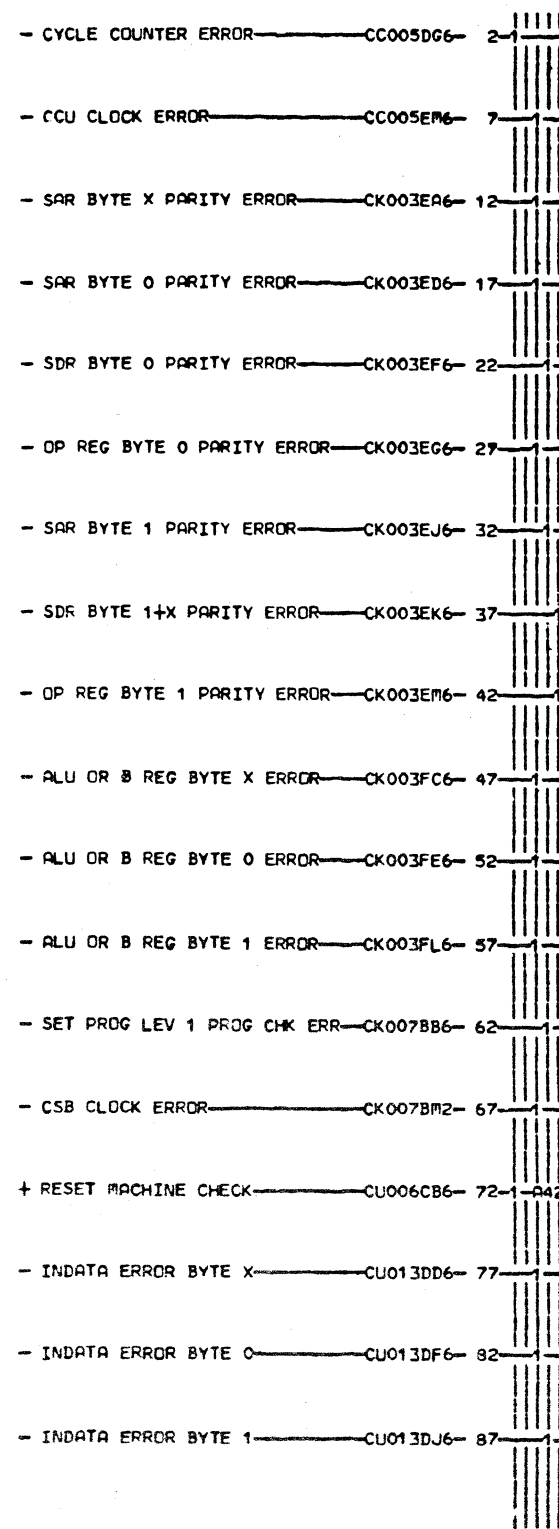 - CYCLE COUNTER ERROR CC005DG6- 2-1
- CCU CLOCK ERROR CC005EM6- 7-1
- SAR BYTE X PARITY ERROR CK003EA6- 12-1
- SAR BYTE 0 PARITY ERROR CK003ED6- 17-1
- SDR BYTE 0 PARITY ERROR CK003EF6- 22-1
- OP REG BYTE 0 PARITY ERROR CK003EG6- 27-1
- SAR BYTE 1 PARITY ERROR CK003EJ6- 32-1
- SDR BYTE 1+X PARITY ERROR CK003EK6- 37-1
- OP REG BYTE 1 PARITY ERROR CK003EM6- 42-1
- ALU OR B REG BYTE X ERROR CK003FC6- 47-1
- ALU OR B REG BYTE 0 ERROR CK003FE6- 52-1
- ALU OR B REG BYTE 1 ERROR CK003FL6- 57-1
- SET PROG LEV 1 PROG CHK ERR CK007BB6- 62-1
- CSB CLOCK ERROR CK007BM2- 67-1
+ RESET MACHINE CHECK CU006CB6- 72-1-A42
- INDATA ERROR BYTE X CU013DD6- 77-1
- INDATA ERROR BYTE 0 CU013DF6- 82-1
- INDATA ERROR BYTE 1 CU013DJ6- 87-1